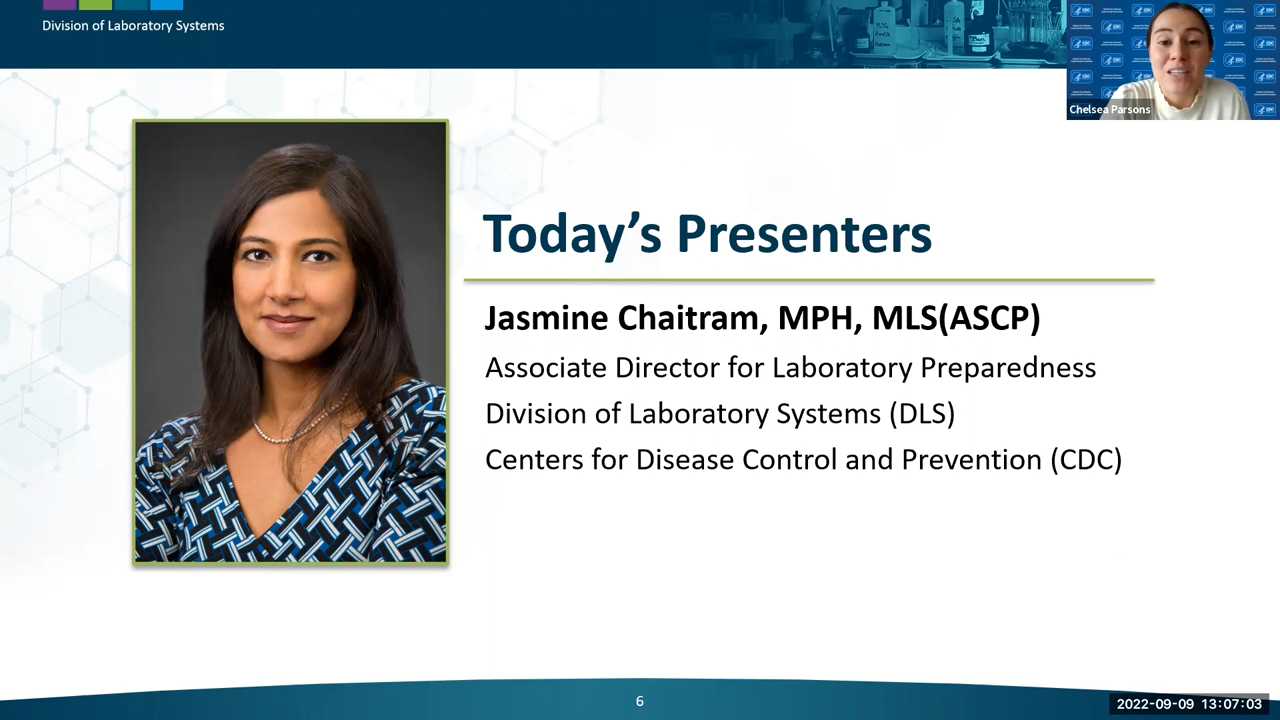 Division of Laboratory Systems
Chelsea Parsons
Today's Presenters
Jasmine Chaitram, MPH, MLS(ASCP)
Associate Director for Laboratory Preparedness
Division of Laboratory Systems (DLS)
Centers for Disease Control and Prevention (CDC)
6
2022-09-09 13:07:03